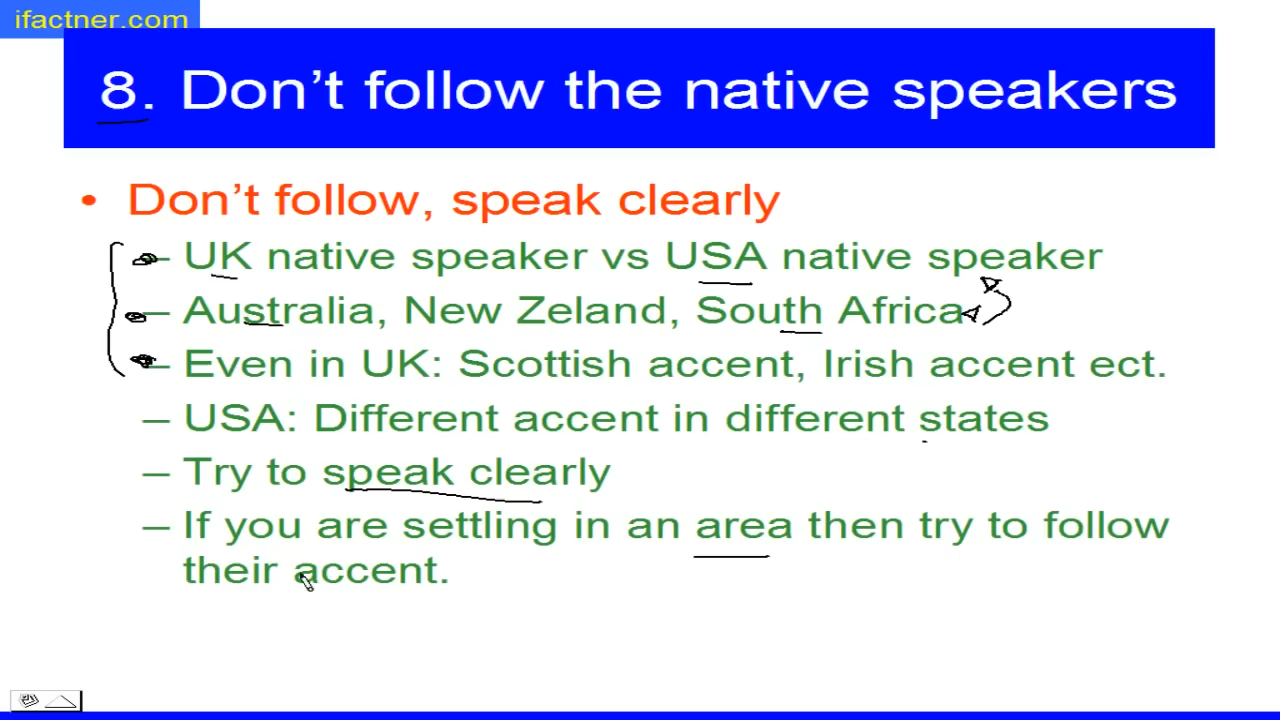 ifactner.com
8. Don't follow the native speakers
• Don't follow, speak clearly
– UK native speaker vs USA native speaker
– Australia, New Zeland, South Africa
– Even in UK: Scottish accent, Irish accent ect.
– USA: Different accent in different states
– Try to speak clearly
– If you are settling in an area then try to follow
their accent.